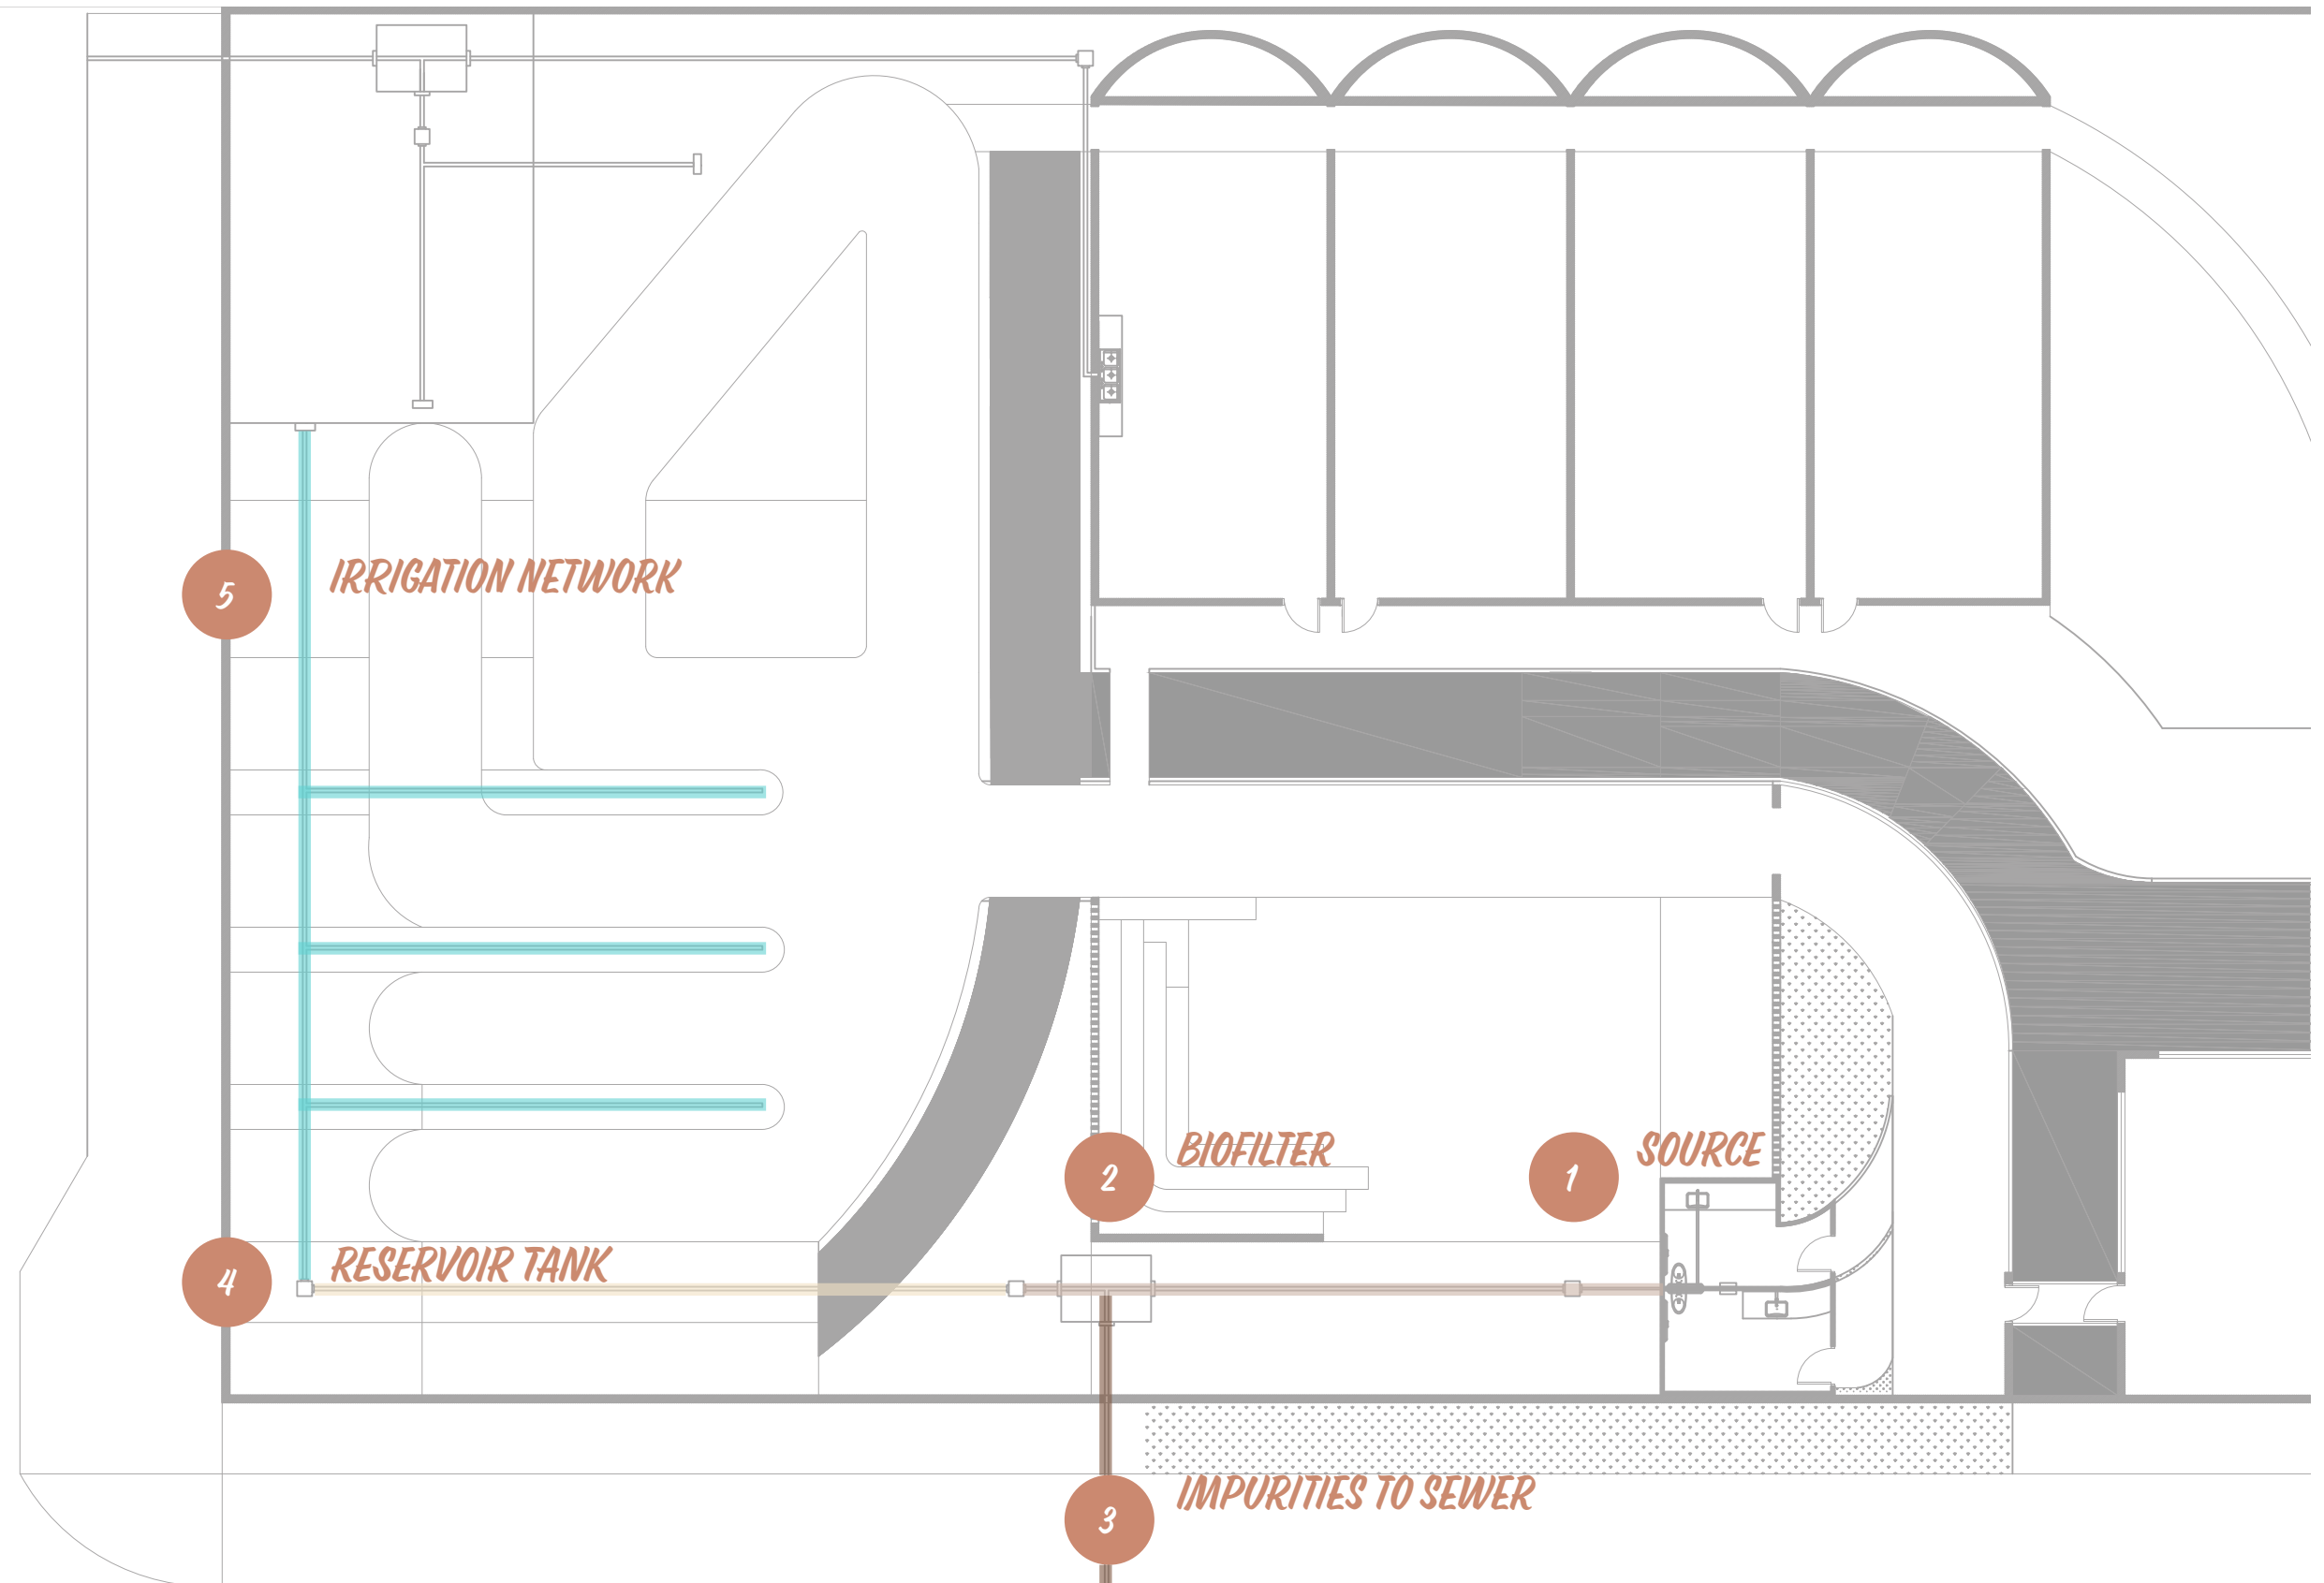 5 IRRIGATION NETWORK
2 BIOFILTER
1 SOURCE
4 RESERVOIR TANK
3 IMPURITIES TO SEWER